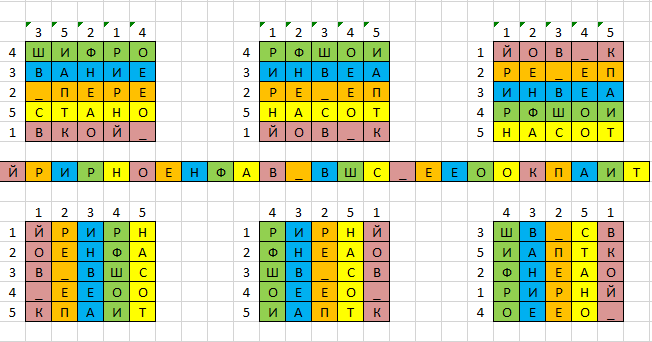 3 5 2 1 4 1 2 3 4 5 1 2 3 4 5
4 Ш И Ф Р О 4 Р Ф Ш О И 1 Й О В _ К
3 В А Н И Е 3 И Н В Е А 2 Р Е _ Е П
2 _ П Е Р Е 2 Р Е _ Е П 3 И Н В Е А
5 С Т А Н О 5 Н А С О Т 4 Р Ф Ш О И
1 В К О Й _ 1 Й О В _ К 5 Н А С О Т
Й Р И Р Н О Е Н Ф А В _ В Ш С _ Е Е О О К П А И Т
1 2 3 4 5 4 3 2 5 1 4 3 2 5 1
1 Й Р И Р Н 1 Р И Р Н Й 3 Ш В _ С В
2 О Е Н Ф А 2 Ф Н Е А О 5 И А П Т К
3 В _ В Ш С 3 Ш В _ С В 2 Ф Н Е А О
4 _ Е Е О О 4 О Е Е О _ 1 Р И Р Н Й
5 К П А И Т 5 И А П Т К 4 О Е Е О _